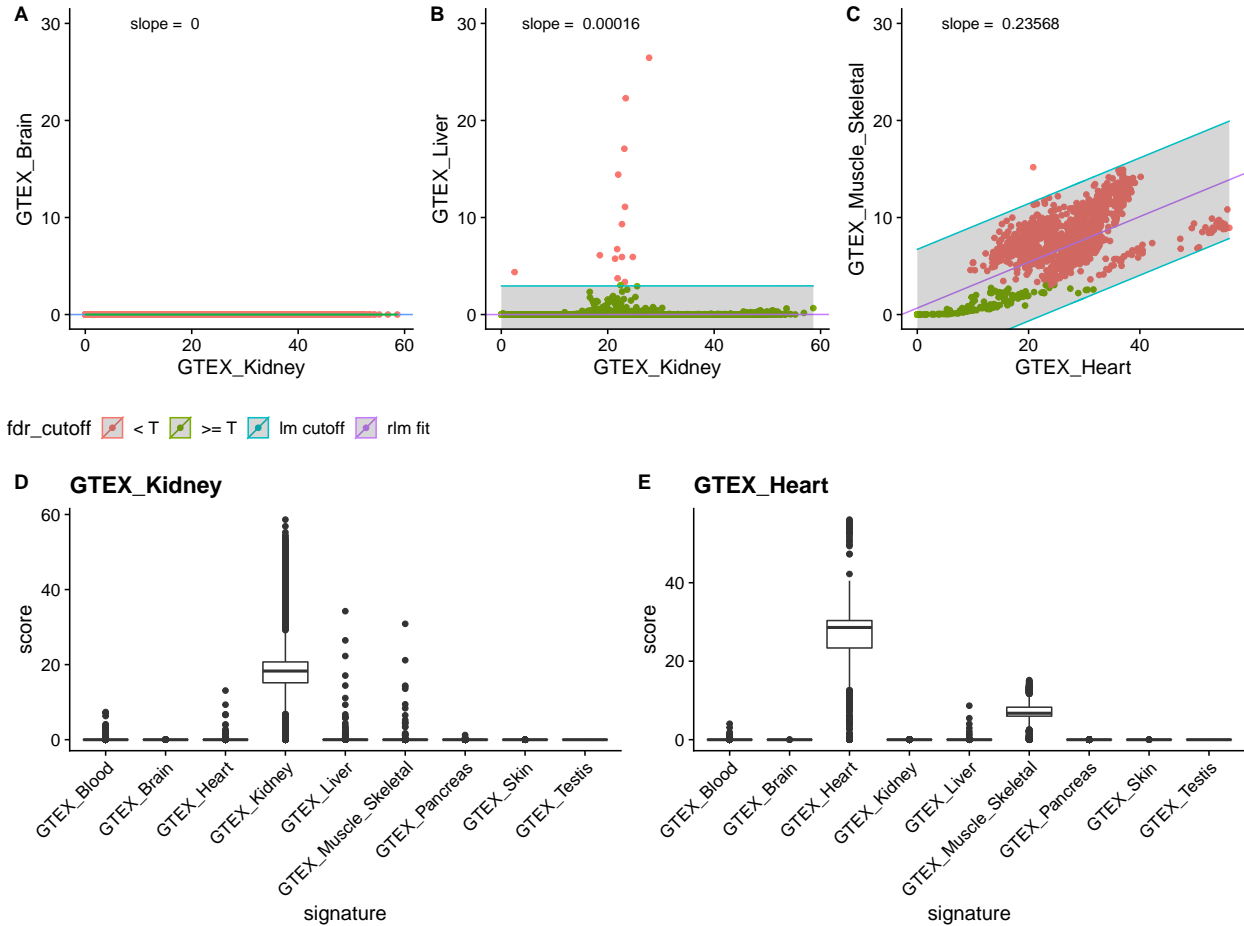 A
slope = 0
30
20
10
0
GTEX_Brain
0
20
40
60
GTEX_Kidney
B
slope = 0.00016
30
20
10
0
GTEX_Liver
0
20
40
60
GTEX_Kidney
C
slope = 0.23568
30
20
10
0
GTEX_Muscle_Skeletal
0
20
40
GTEX_Heart
fdr_cutoff < T >= T lm cutoff rlm fit
D GTEX_Kidney
60
40
20
0
score
GTEX_Blood
GTEX_Brain
GTEX_Heart
GTEX_Kidney
GTEX_Liver
GTEX_Muscle_Skeletal
GTEX_Pancreas
GTEX_Skin
GTEX_Testis
signature
E GTEX_Heart
40
20
0
score
GTEX_Blood
GTEX_Brain
GTEX_Heart
GTEX_Kidney
GTEX_Liver
GTEX_Muscle_Skeletal
GTEX_Pancreas
GTEX_Skin
GTEX_Testis
signature